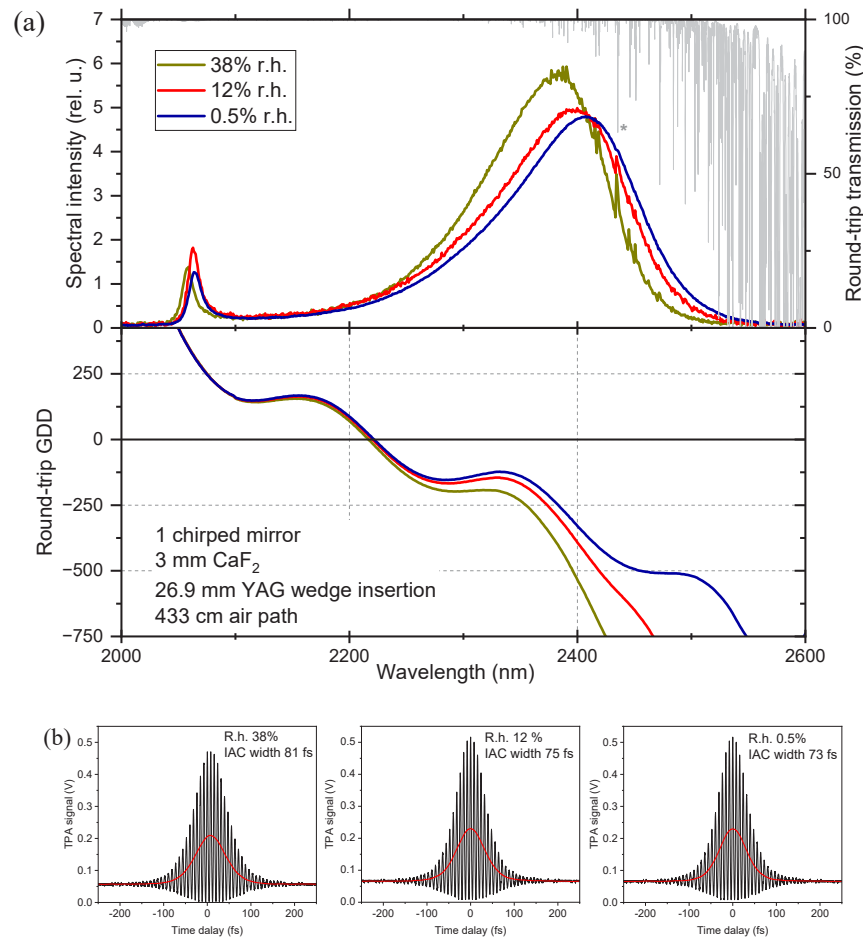 (a)
7
6
5
4
3
2
1
0
Spectral intensity (rel. u.)
38% r.h.
12% r.h.
0.5% r.h.
*
100
50
0
Round-trip transmission (%)
250
0
−250
−500
−750
Round-trip GDD
1 chirped mirror
3 mm CaF2
26.9 mm YAG wedge insertion
433 cm air path
2000 2200 2400 2600
Wavelength (nm)
(b)
0.5
0.4
0.3
0.2
0.1
0.0
TPA signal (V)
R.h. 38%
IAC width 81 fs
-200 -100 0 100 200
Time dalay (fs)
0.5
0.4
0.3
0.2
0.1
0.0
TPA signal (V)
R.h. 12 %
IAC width 75 fs
-200 -100 0 100 200
Time dalay (fs)
0.5
0.4
0.3
0.2
0.1
0.0
TPA signal (V)
R.h. 0.5%
IAC width 73 fs
-200 -100 0 100 200
Time dalay (fs)